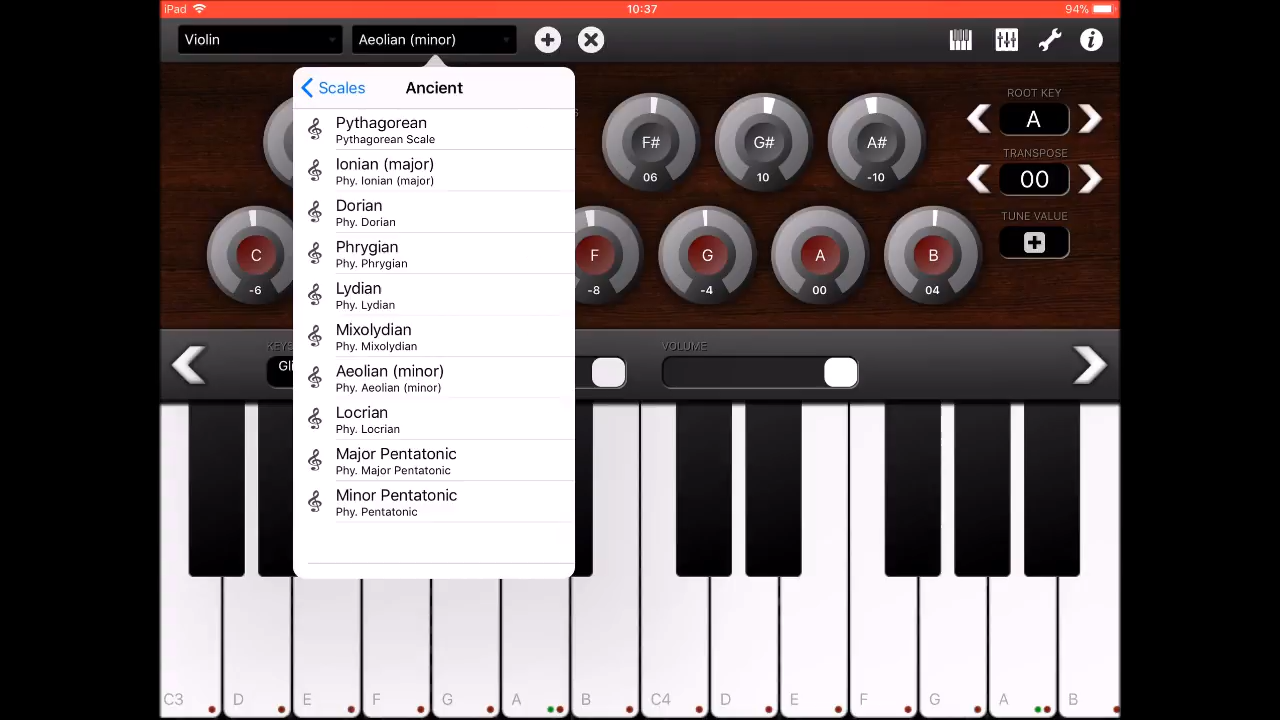 iPad
10:37
94%
Violin
Aeolian (minor)
Scales
Ancient
Pythagorean
Pythagorean Scale
Ionian (major)
Phy. Ionian (major)
Dorian
Phy. Dorian
Phrygian
Phy. Phrygian
Lydian
Phy. Lydian
Mixolydian
Phy. Mixolydian
Aeolian (minor)
Phy. Aeolian (minor)
Locrian
Phy. Locrian
Major Pentatonic
Phy. Major Pentatonic
Minor Pentatonic
Phy. Pentatonic
F#
06
G#
10
A#
-10
ROOT KEY
A
TRANSPOSE
00
TUNE VALUE
C
-6
F
-8
G
-4
A
00
B
04
KEYS
Gli
VOLUME
C3 D E F G A B C4 D E F G A B